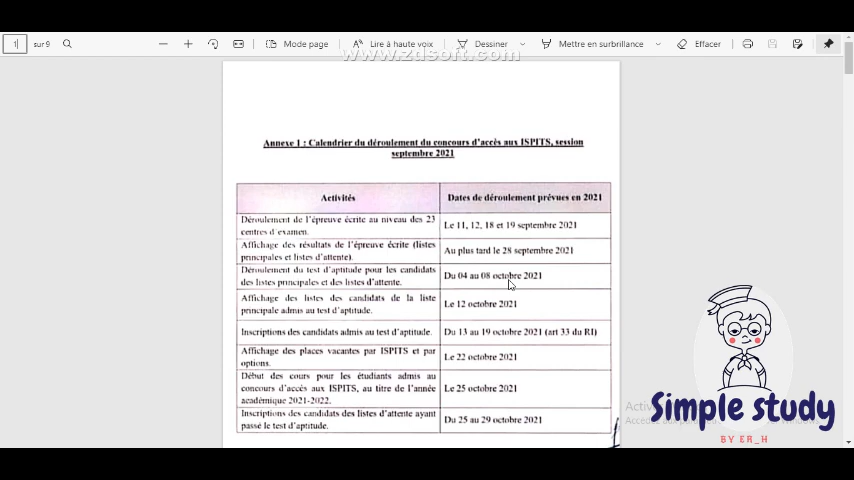 1 sur 9 Mode page Lire à haute voix Dessiner Mettre en surbrillance Effacer
www.zdsoft.com
Annexe 1 : Calendrier du déroulement du concours d'accès aux ISPITS, session
septembre 2021
Activités Dates de déroulement prévues en 2021
Déroulement de l'épreuve écrite au niveau des 23
centres d'examen.
Le 11, 12, 18 et 19 septembre 2021
Affichage des résultats de l'épreuve écrite (listes
principales et listes d'attente).
Au plus tard le 28 septembre 2021
Déroulement du test d'aptitude pour les candidats
des listes principales et des listes d'attente.
Du 04 au 08 octobre 2021
Affichage des listes des candidats de la liste
principale admis au test d'aptitude.
Le 12 octobre 2021
Inscriptions des candidats admis au test d'aptitude. Du 13 au 19 octobre 2021 (art 33 du RI)
Affichage des places vacantes par ISPITS et par
options.
Le 22 octobre 2021
Début des cours pour les étudiants admis au
concours d'accès aux ISPITS, au titre de l'année
académique 2021-2022.
Le 25 octobre 2021
Inscriptions des candidats des listes d'attente ayant
passé le test d'aptitude.
Du 25 au 29 octobre 2021
Simple study
BY ER_H